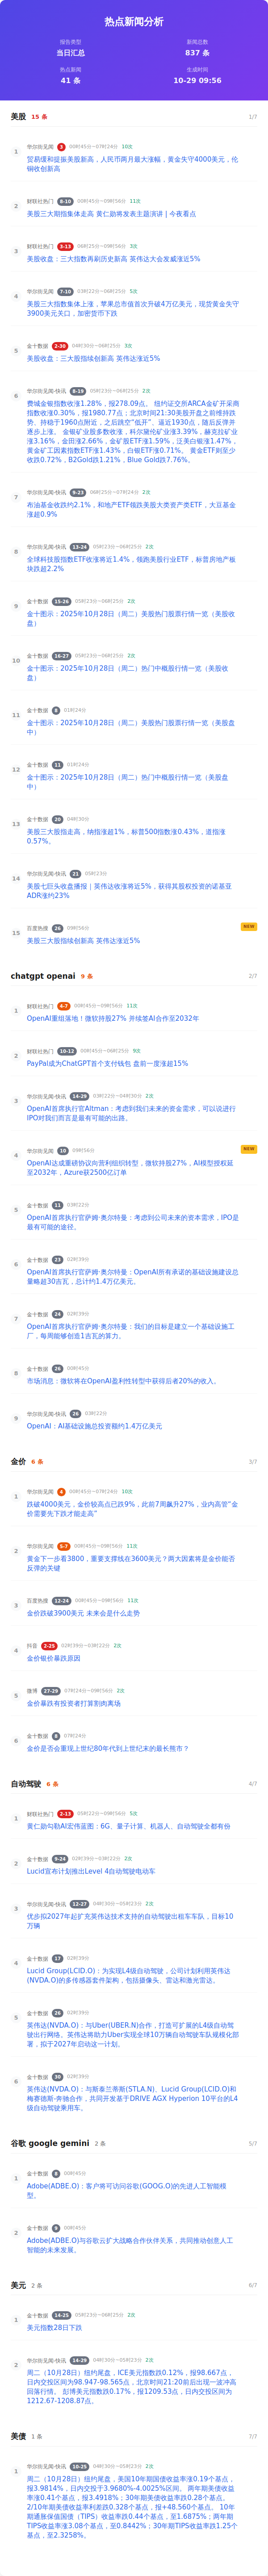 热点新闻分析
报告类型
新闻总数
当日汇总
837 条
热点新闻
生成时间
41 条
10-29 09:56
美股 15 条
1/7
1
华尔街见闻 3 00时45分~07时24分 10次
贸易缓和提振美股新高，人民币两月最大涨幅，黄金失守4000美元，伦
铜收创新高
2
财联社热门 8-10 00时45分~09时56分 11次
美股三大期指集体走高 黄仁勋将发表主题演讲 | 今夜看点
3
财联社热门 3-13 06时25分~09时56分 3次
美股收盘：三大指数再刷历史新高 英伟达大会发威涨近5%
4
华尔街见闻 7-10 03时22分~06时25分 5次
美股三大指数集体上涨，苹果总市值首次升破4万亿美元，现货黄金失守
3900美元关口，加密货币下跌
5
金十数据 2-30 04时30分~06时25分 3次
美股收盘：三大股指续创新高 英伟达涨近5%
6
华尔街见闻-快讯 8-19 05时23分~06时25分 2次
费城金银指数收涨1.28%，报278.09点。 纽约证交所ARCA金矿开采商
指数收涨0.30%，报1980.77点；北京时间21:30美股开盘之前维持跌
势、持稳于1960点附近，之后跳空“低开”、逼近1930点，随后反弹并
逐步上涨。 金银矿业股多数收涨，科尔黛伦矿业涨3.39%，赫克拉矿业
涨3.16%，金田涨2.66%，金矿股ETF涨1.59%，泛美白银涨1.47%，
黄金矿工因素指数ETF涨1.43%，白银ETF涨0.71%。 黄金ETF则至少
收跌0.72%，B2Gold跌1.21%，Blue Gold跌7.76%。
7
华尔街见闻-快讯 9-23 06时25分~07时24分 2次
布油基金收跌约2.1%，和地产ETF领跌美股大类资产类ETF，大豆基金
涨超0.9%
8
华尔街见闻-快讯 13-24 05时23分~06时25分 2次
全球科技股指数ETF收涨将近1.4%，领跑美股行业ETF，标普房地产板
块跌超2.2%
9
金十数据 15-26 05时23分~06时25分 2次
金十图示：2025年10月28日（周二）美股热门股票行情一览（美股收
盘）
10
金十数据 16-27 05时23分~06时25分 2次
金十图示：2025年10月28日（周二）热门中概股行情一览（美股收
盘）
11
金十数据 9 01时24分
金十图示：2025年10月28日（周二）美股热门股票行情一览（美股盘
中）
12
金十数据 11 01时24分
金十图示：2025年10月28日（周二）热门中概股行情一览（美股盘
中）
13
金十数据 20 04时30分
美股三大股指走高，纳指涨超1%，标普500指数涨0.43%，道指涨
0.57%。
14
华尔街见闻-快讯 21 05时23分
美股七巨头收盘播报｜英伟达收涨将近5%，获得其股权投资的诺基亚
ADR涨约23%
15
百度热搜 26 09时56分
NEW
美股三大股指续创新高 英伟达涨近5%
chatgpt openai 9 条
2/7
1
财联社热门 4-7 00时45分~09时56分 11次
OpenAI重组落地！微软持股27% 并续签AI合作至2032年
2
财联社热门 10-12 00时45分~06时25分 9次
PayPal成为ChatGPT首个支付钱包 盘前一度涨超15%
3
华尔街见闻-快讯 14-29 03时22分~04时30分 2次
OpenAI首席执行官Altman：考虑到我们未来的资金需求，可以说进行
IPO对我们而言是最有可能的出路。
4
华尔街见闻 10 09时56分
NEW
OpenAI达成重磅协议向营利组织转型，微软持股27%，AI模型授权延
至2032年，Azure获2500亿订单
5
金十数据 11 03时22分
OpenAI首席执行官萨姆·奥尔特曼：考虑到公司未来的资本需求，IPO是
最有可能的途径。
6
金十数据 23 02时39分
OpenAI首席执行官萨姆·奥尔特曼：OpenAI所有承诺的基础设施建设总
量略超30吉瓦，总计约1.4万亿美元。
7
金十数据 24 02时39分
OpenAI首席执行官萨姆·奥尔特曼：我们的目标是建立一个基础设施工
厂，每周能够创造1吉瓦的算力。
8
金十数据 26 00时45分
市场消息：微软将在OpenAI盈利性转型中获得后者20%的收入。
9
华尔街见闻-快讯 26 03时22分
OpenAI：AI基础设施总投资额约1.4万亿美元
金价 6 条
3/7
1
华尔街见闻 4 00时45分~07时24分 10次
跌破4000美元，金价较高点已跌9%，此前7周飙升27%，业内高管“金
价需要先下跌才能走高”
2
华尔街见闻 5-7 00时45分~09时56分 11次
黄金下一步看3800，重要支撑线在3600美元？两大因素将是金价能否
反弹的关键
3
百度热搜 12-24 00时45分~09时56分 11次
金价跌破3900美元 未来会是什么走势
4
抖音 2-25 02时39分~03时22分 2次
金价银价暴跌原因
5
微博 27-29 07时24分~09时56分 2次
金价暴跌有投资者打算割肉离场
6
金十数据 8 07时24分
金价是否会重现上世纪80年代到上世纪末的最长熊市？
自动驾驶 6 条
4/7
1
财联社热门 2-13 05时22分~09时56分 5次
黄仁勋勾勒AI宏伟蓝图：6G、量子计算、机器人、自动驾驶全都有份
2
金十数据 9-24 02时39分~03时22分 2次
Lucid宣布计划推出Level 4自动驾驶电动车
3
华尔街见闻-快讯 12-27 04时30分~05时23分 2次
优步拟2027年起扩充英伟达技术支持的自动驾驶出租车车队，目标10
万辆
4
金十数据 17 02时39分
Lucid Group(LCID.O)：为实现L4级自动驾驶，公司计划利用英伟达
(NVDA.O)的多传感器套件架构，包括摄像头、雷达和激光雷达。
5
金十数据 26 02时39分
英伟达(NVDA.O)：与Uber(UBER.N)合作，打造可扩展的L4级自动驾
驶出行网络。英伟达将助力Uber实现全球10万辆自动驾驶车队规模化部
署，拟于2027年启动这一计划。
6
金十数据 30 02时39分
英伟达(NVDA.O)：与斯泰兰蒂斯(STLA.N)、Lucid Group(LCID.O)和
梅赛德斯-奔驰合作，共同开发基于DRIVE AGX Hyperion 10平台的L4
级自动驾驶乘用车。
谷歌 google gemini 2 条
5/7
1
金十数据 8 00时45分
Adobe(ADBE.O)：客户将可访问谷歌(GOOG.O)的先进人工智能模
型。
2
金十数据 9 00时45分
Adobe(ADBE.O)与谷歌云扩大战略合作伙伴关系，共同推动创意人工
智能的未来发展。
美元 2 条
6/7
1
金十数据 14-25 05时23分~06时25分 2次
美元指数28日下跌
2
华尔街见闻-快讯 14-29 04时30分~05时23分 2次
周二（10月28日）纽约尾盘，ICE美元指数跌0.12%，报98.667点，
日内交投区间为98.947-98.565点，北京时间21:20前后出现一波冲高
回落行情。 彭博美元指数跌0.17%，报1209.53点，日内交投区间为
1212.67-1208.87点。
美债 1 条
7/7
1
华尔街见闻-快讯 10-25 04时30分~05时23分 2次
周二（10月28日）纽约尾盘，美国10年期国债收益率涨0.19个基点，
报3.9814%，日内交投于3.9680%-4.0025%区间。 两年期美债收益
率涨0.41个基点，报3.4918%；30年期美债收益率跌0.28个基点。
2/10年期美债收益率利差跌0.328个基点，报+48.560个基点。 10年
期通胀保值国债（TIPS）收益率跌0.44个基点，至1.6875%；两年期
TIPS收益率涨3.08个基点，至0.8442%；30年期TIPS收益率跌1.25个
基点，至2.3258%。